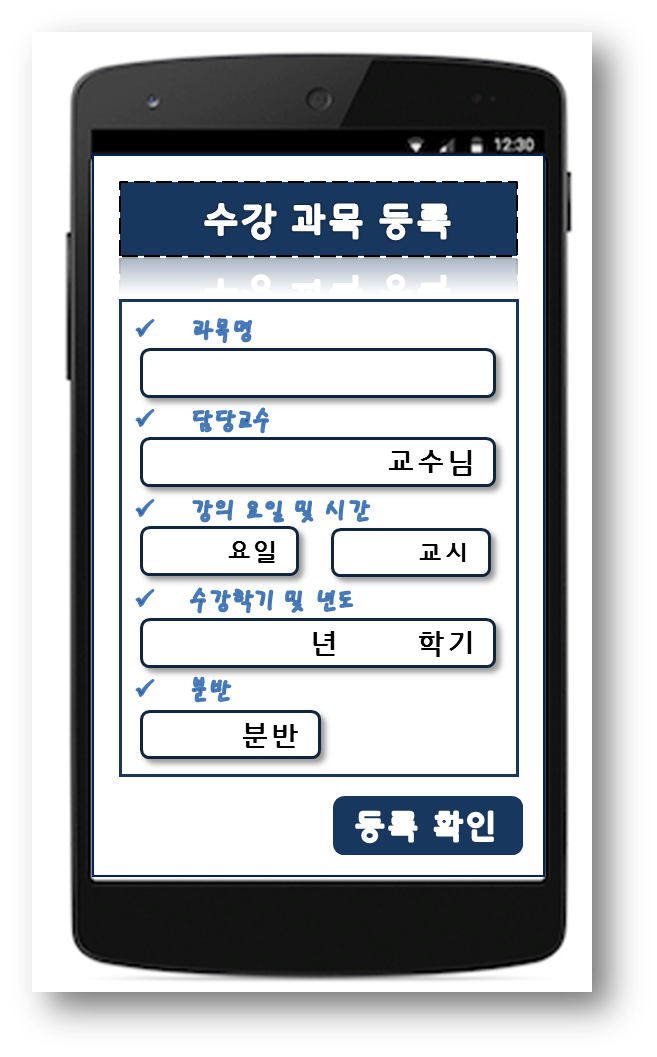 12:30
수강 과목 등록
✓ 과목명
✓ 담당교수
교수님
✓ 강의 요일 및 시간
요일 교시
✓ 수강학기 및 년도
년 학기
✓ 분반
분반
등록 확인